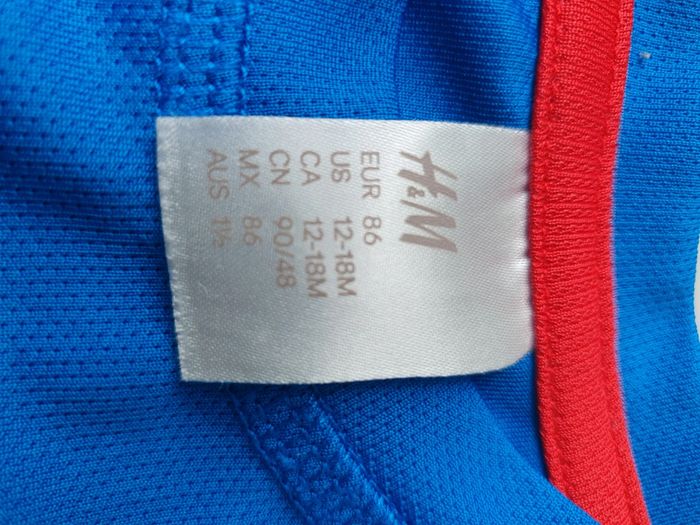 H&M
EUR 86
US 12-18M
CA 12-18M
CN 90/48
MX 86
AUS 1½